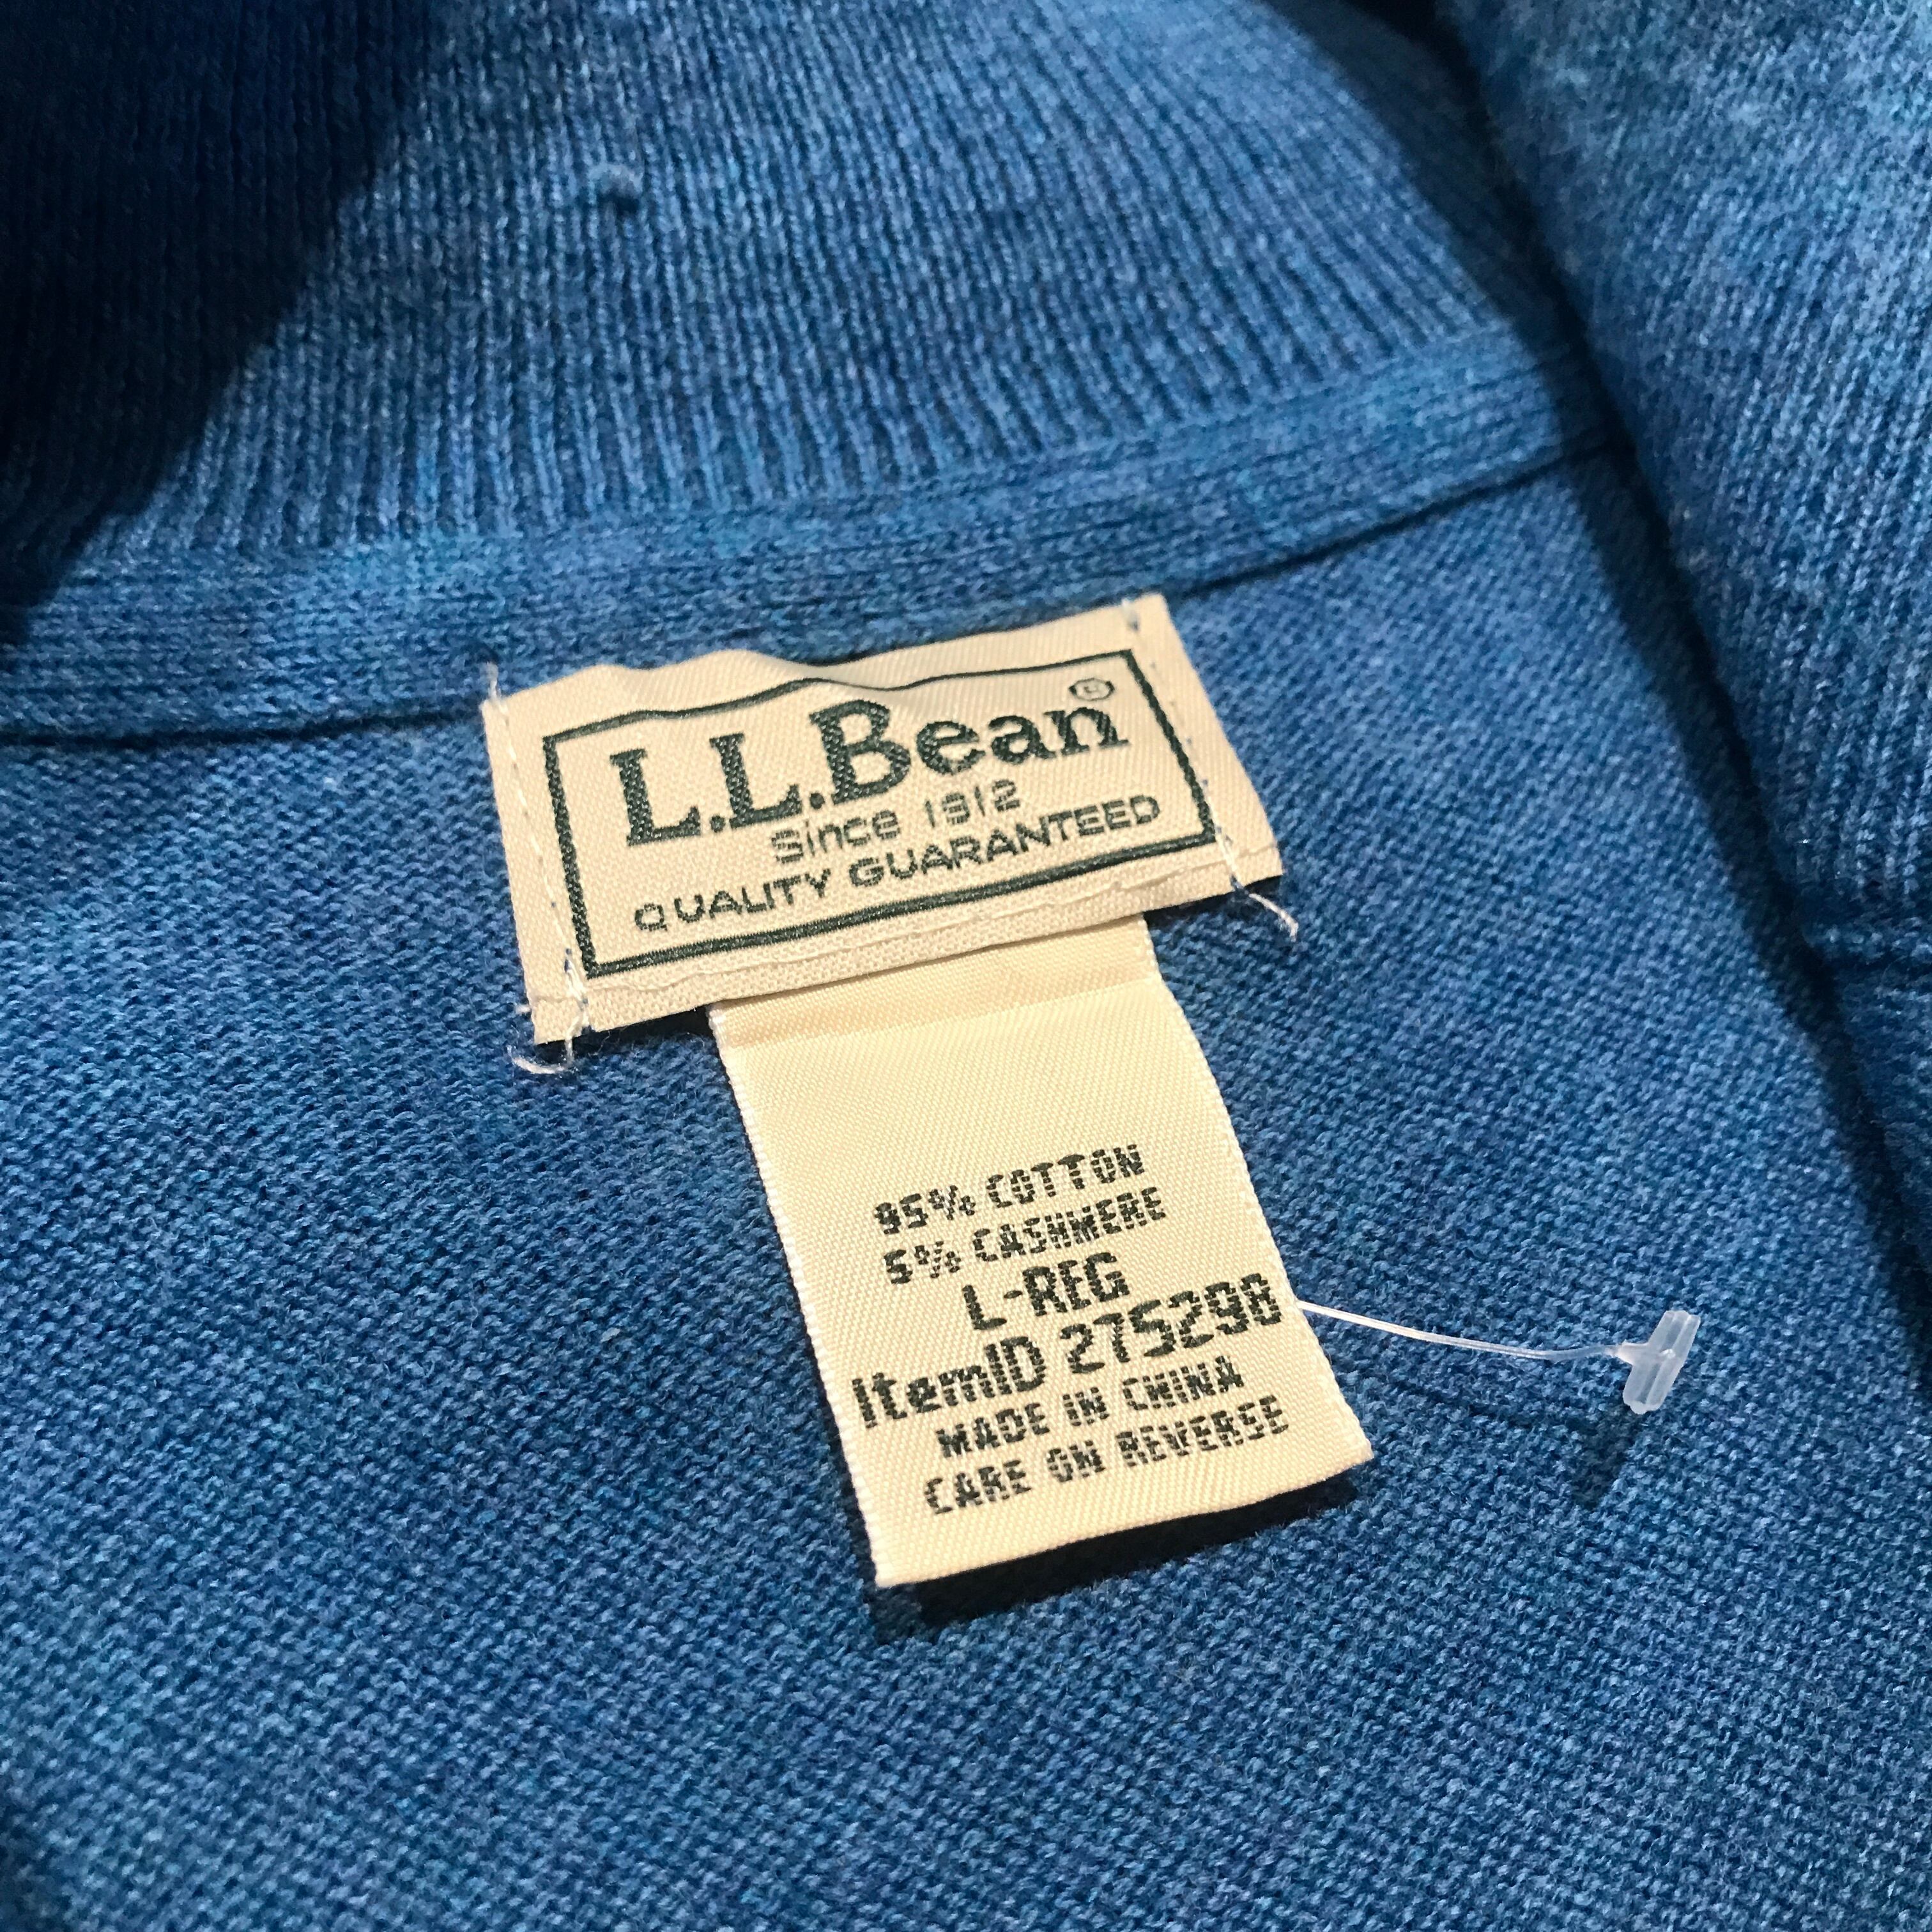 L.L.Bean®
Since 1912
QUALITY GUARANTEED
95% COTTON
5% CASHMERE
L-REG
ItemID 275298
MADE IN CHINA
CARE ON REVERSE